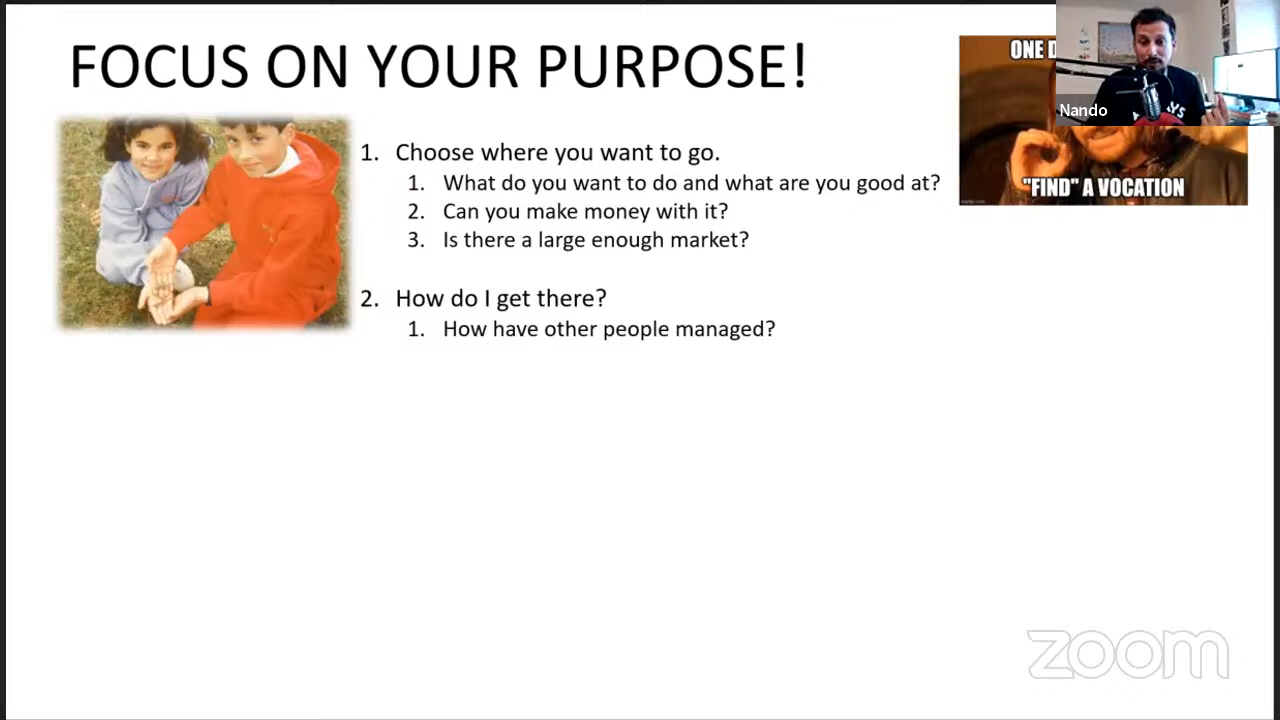 FOCUS ON YOUR PURPOSE!
ONE D
Nando
"FIND" A VOCATION
1. Choose where you want to go.
1. What do you want to do and what are you good at?
2. Can you make money with it?
3. Is there a large enough market?
2. How do I get there?
1. How have other people managed?
zoom